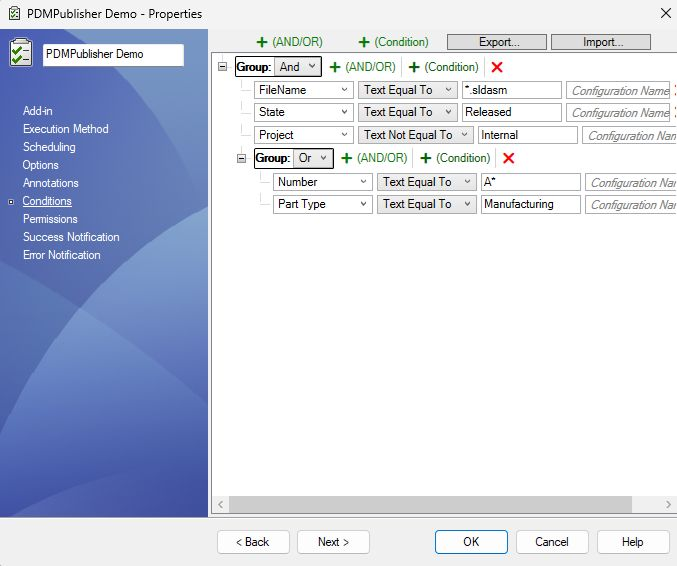 PDMPublisher Demo - Properties
PDMPublisher Demo
Add-in
Execution Method
Scheduling
Options
Annotations
Conditions
Permissions
Success Notification
Error Notification
(AND/OR) (Condition) Export... Import...
Group: And (AND/OR) (Condition)
FileName Text Equal To *.sldasm Configuration Name
State Text Equal To Released Configuration Name
Project Text Not Equal To Internal Configuration Name
Group: Or (AND/OR) (Condition)
Number Text Equal To A* Configuration Nam
Part Type Text Equal To Manufacturing Configuration Nam
< Back Next > OK Cancel Help